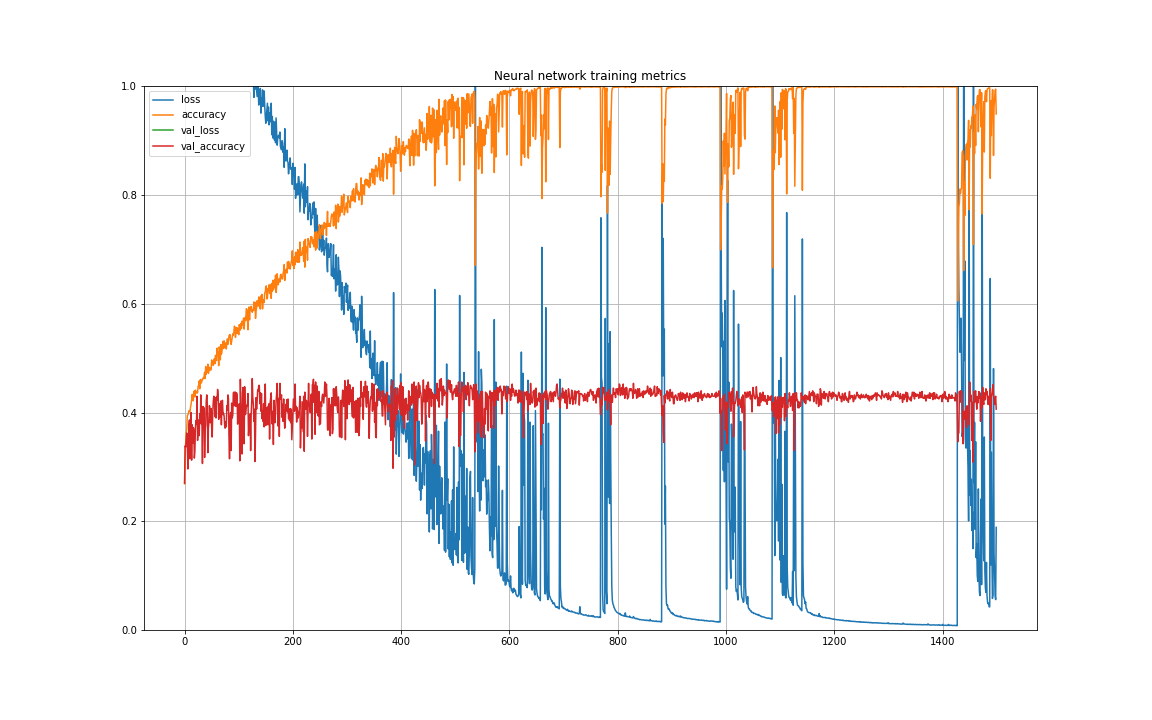 Neural network training metrics
1.0
0.8
0.6
0.4
0.2
0.0
loss
accuracy
val_loss
val_accuracy
0 200 400 600 800 1000 1200 1400